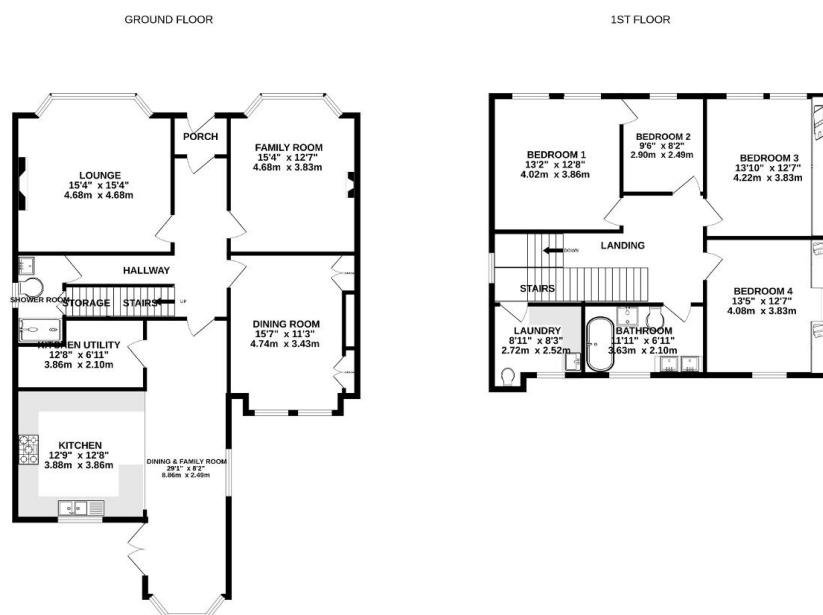 GROUND FLOOR
1ST FLOOR
PORCH
FAMILY ROOM
15'4" x 12'7"
4.68m x 3.83m
LOUNGE
15'4" x 15'4"
4.68m x 4.68m
HALLWAY
SHOWER ROOM
STORAGE
STAIRS
UP
DINING ROOM
15'7" x 11'3"
4.74m x 3.43m
KITCHEN UTILITY
12'8" x 6'11"
3.86m x 2.10m
KITCHEN
12'9" x 12'8"
3.88m x 3.86m
DINING & FAMILY ROOM
29'1" x 8'2"
8.86m x 2.49m
BEDROOM 1
13'2" x 12'8"
4.02m x 3.86m
BEDROOM 2
9'6" x 8'2"
2.90m x 2.49m
BEDROOM 3
13'10" x 12'7"
4.22m x 3.83m
DOWN
LANDING
STAIRS
BEDROOM 4
13'5" x 12'7"
4.08m x 3.83m
LAUNDRY
8'11" x 8'3"
2.72m x 2.52m
BATHROOM
11'11" x 6'11"
3.63m x 2.10m